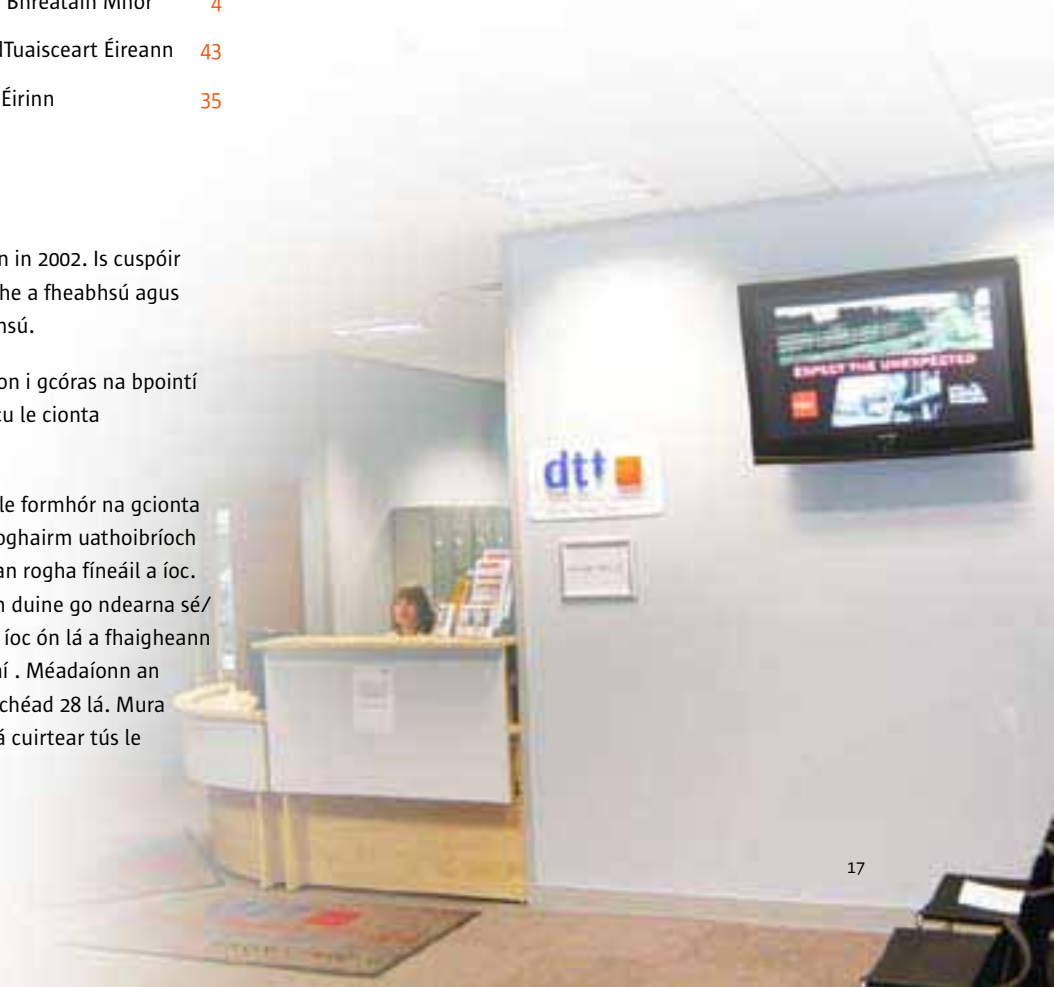 Bhreatain Mhór 4
dTuaisceart Éireann 43
Éirinn 35
n in 2002. Is cuspóir
he a fheabhsú agus
nsú.
on i gcóras na bpointí
cu le cionta
le formhór na gcionta
oghairm uathoibríoch
an rogha fíneáil a íoc.
n duine go ndearna sé/
íoc ón lá a fhaigheann
í . Méadaíonn an
chéad 28 lá. Mura
á cuirtear tús le
EXPECT THE UNEXPECTED
dtt
17